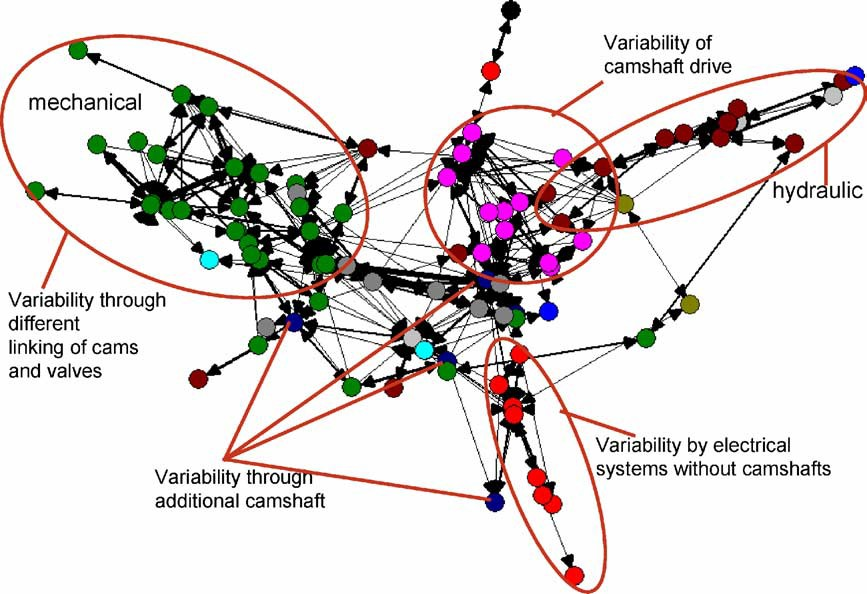 Variability of
camshaft drive
mechanical
hydraulic
Variability through
different
linking of cams
and valves
Variability by electrical
systems without camshafts
Variability through
additional camshaft